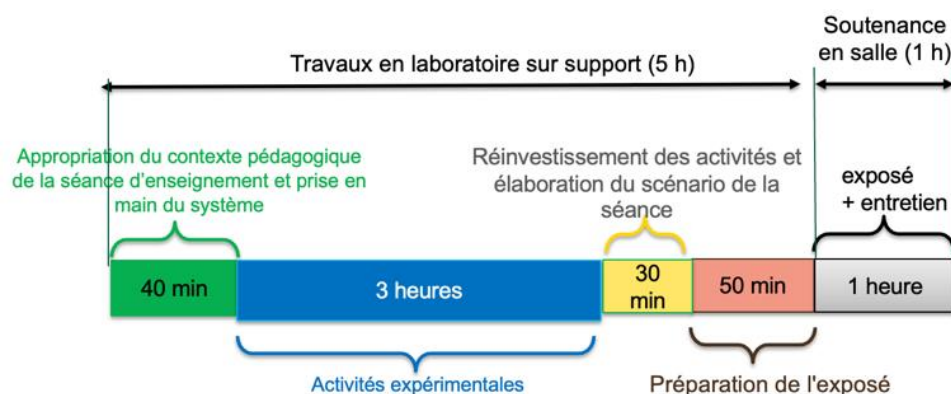 Soutenance
en salle (1 h)
Travaux en laboratoire sur support (5 h)
Appropriation du contexte pédagogique
de la séance d'enseignement et prise en
main du système
Réinvestissement des activités et
élaboration du scénario de la
séance
exposé
+ entretien
40 min
3 heures
30
min
50 min
1 heure
Activités expérimentales
Préparation de l'exposé